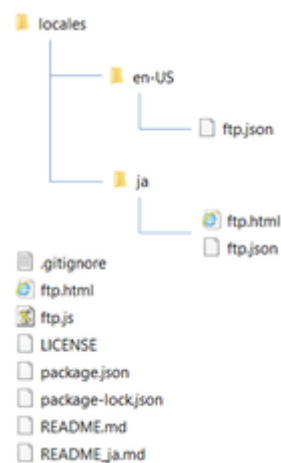 locales
en-US
ftp.json
ja
ftp.html
ftp.json
.gitignore
ftp.html
ftp.js
LICENSE
package.json
package-lock.json
README.md
README_ja.md